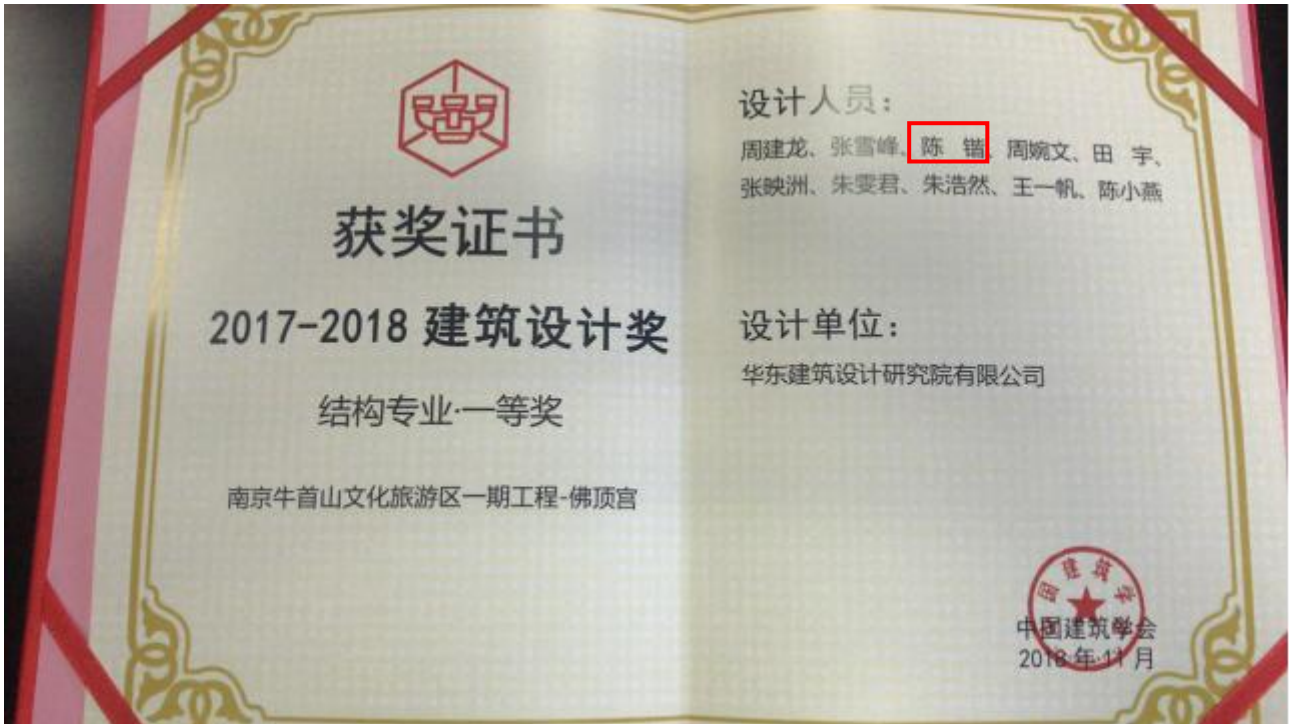 获奖证书
2017-2018 建筑设计奖
结构专业·一等奖
南京牛首山文化旅游区一期工程-佛顶宫
设计人员：
周建龙、张雪峰、陈 锴、周婉文、田 宇、
张映洲、朱雯君、朱浩然、王一帆、陈小燕
设计单位：
华东建筑设计研究院有限公司
中国建筑学会
2018 年 11 月